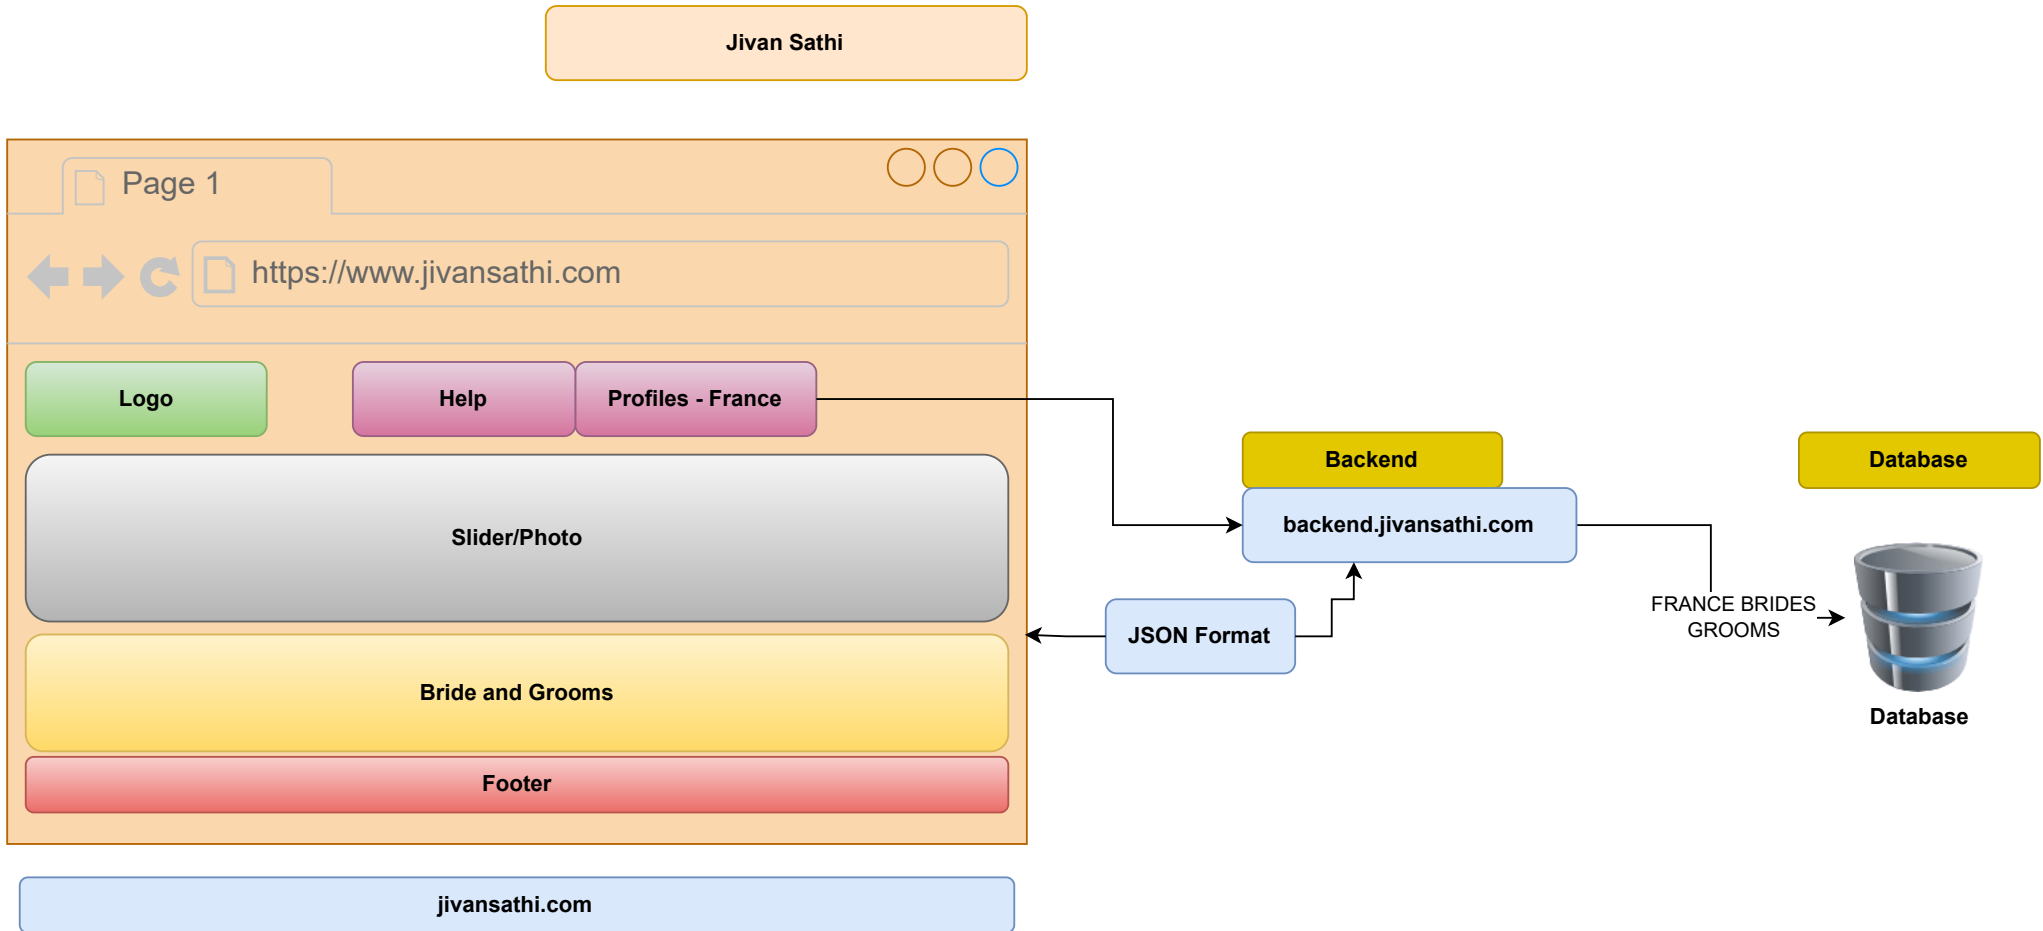 Jivan Sathi
Page 1
https://www.jivansathi.com
Logo
Help
Profiles - France
Slider/Photo
Bride and Grooms
Footer
jivansathi.com
Backend
backend.jivansathi.com
JSON Format
FRANCE BRIDES
GROOMS
Database
Database